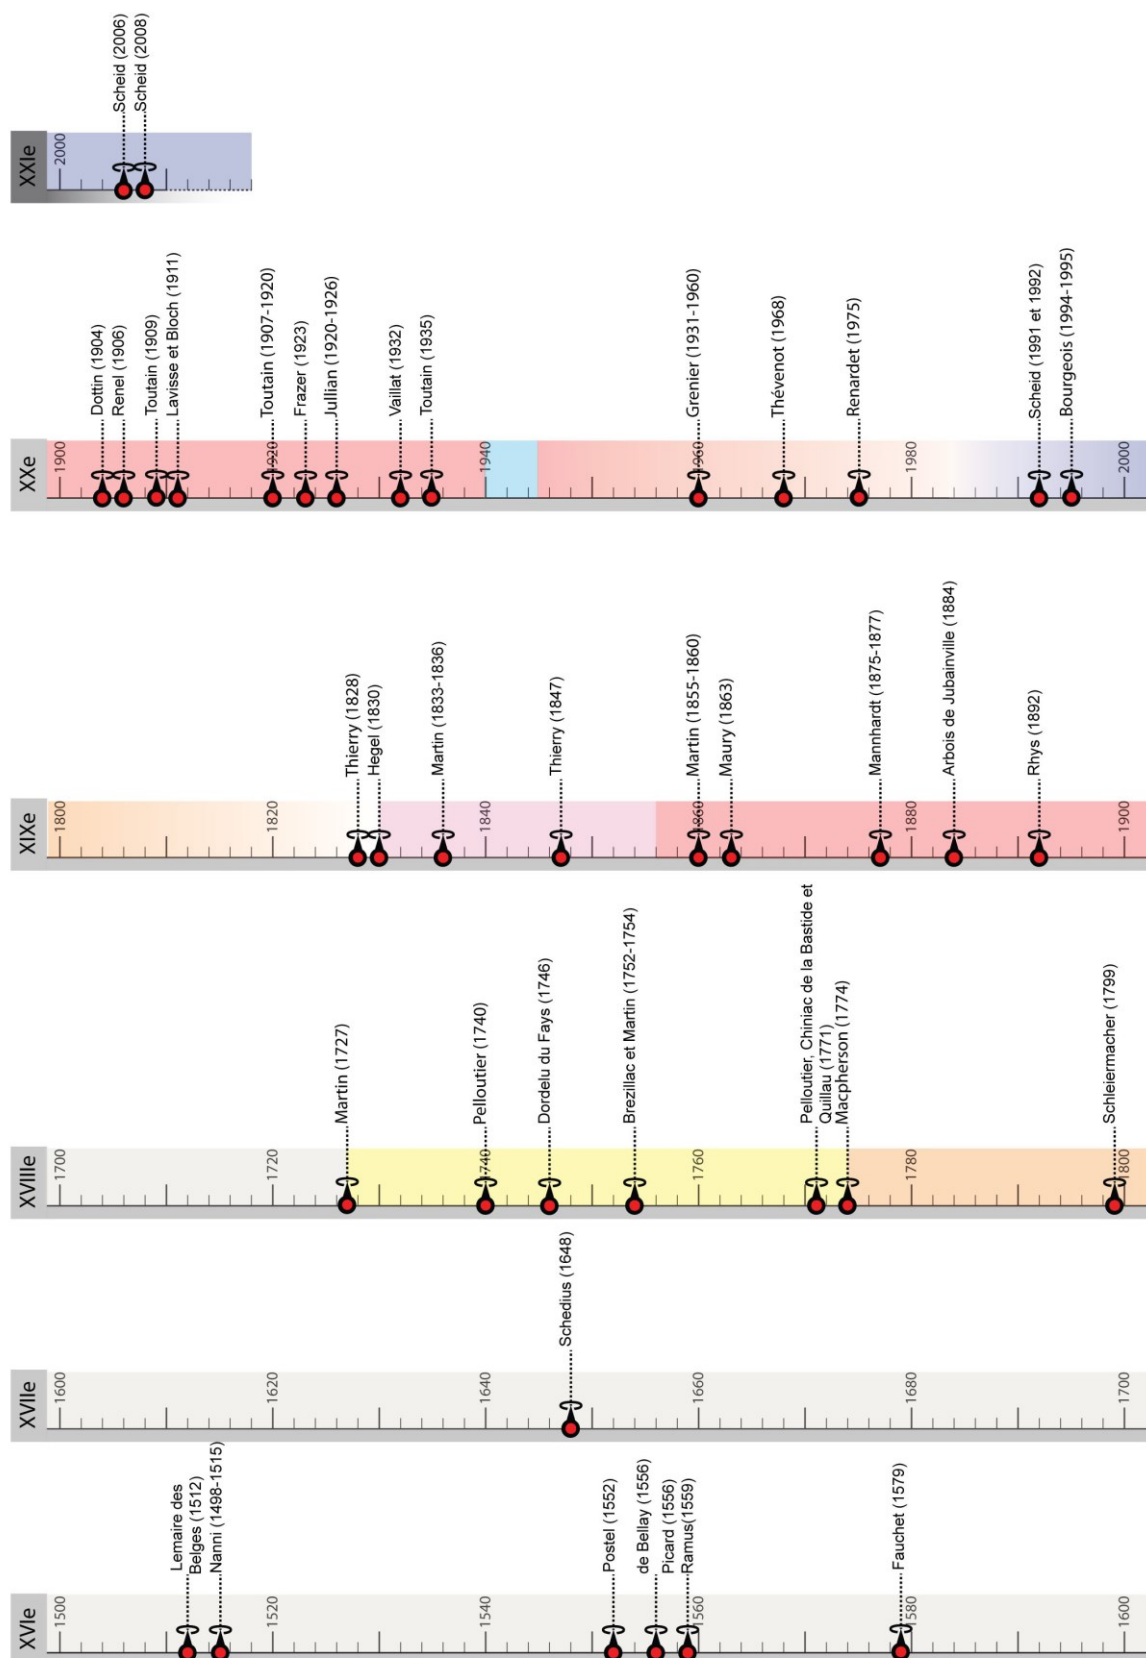 XVIe
1500
1520
1540
1560
1580
1600
Lemaire des
Belges (1512)
Nanni (1498-1515)
Postel (1552)
de Bellay (1556)
Picard (1556)
Ramus(1559)
Fauchet (1579)
XVIIe
1600
1620
1640
1660
1680
1700
Schedius (1648)
XVIIIe
1700
1720
1740
1760
1780
1800
Martin (1727)
Pelloutier (1740)
Dordelu du Fays (1746)
Brezillac et Martin (1752-1754)
Pelloutier, Chiniac de la Bastide et
Quillau (1771)
Macpherson (1774)
Schleiermacher (1799)
XIXe
1800
1820
1840
1860
1880
1900
Thierry (1828)
Hegel (1830)
Martin (1833-1836)
Thierry (1847)
Martin (1855-1860)
Maury (1863)
Mannhardt (1875-1877)
Arbois de Jubainville (1884)
Rhys (1892)
XXe
1900
1920
1940
1960
1980
2000
Dottin (1904)
Renel (1906)
Toutain (1909)
Lavisse et Bloch (1911)
Toutain (1907-1920)
Frazer (1923)
Jullian (1920-1926)
Vaillat (1932)
Toutain (1935)
Grenier (1931-1960)
Thévenot (1968)
Renardet (1975)
Scheid (1991 et 1992)
Bourgeois (1994-1995)
XXIe
2000
Scheid (2006)
Scheid (2008)